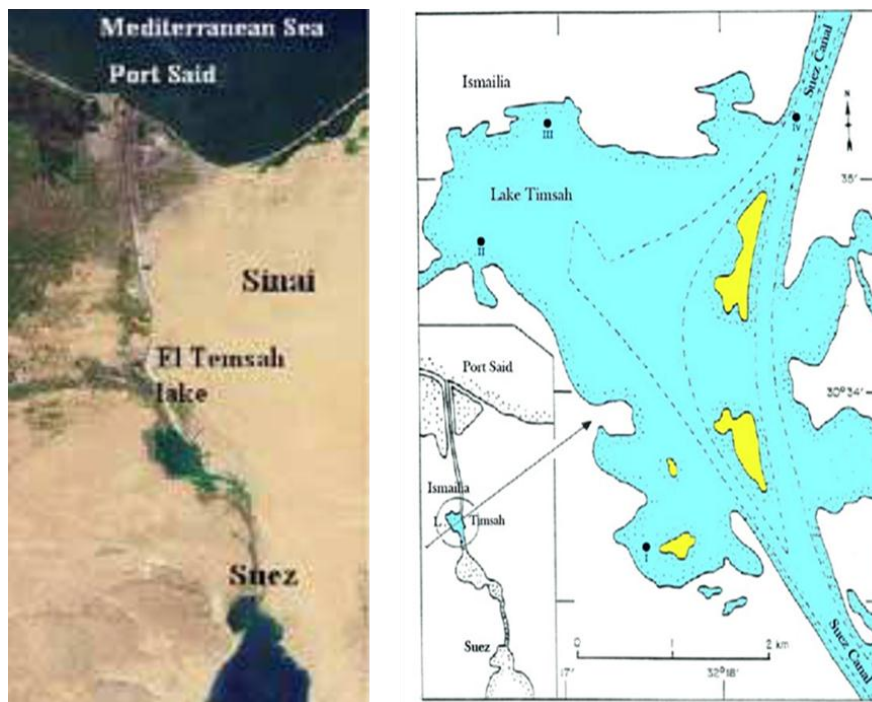 Mediterranean Sea
Port Said
Sinai
El Temsah
lake
Suez
Ismailia
Suez Canal
N
III
IV
35'
Lake Timsah
II
Port Said
30°34'
Ismailia
L. Timsah
I
Suez
0 1 2 km
Suez Canal
17'
32°18'